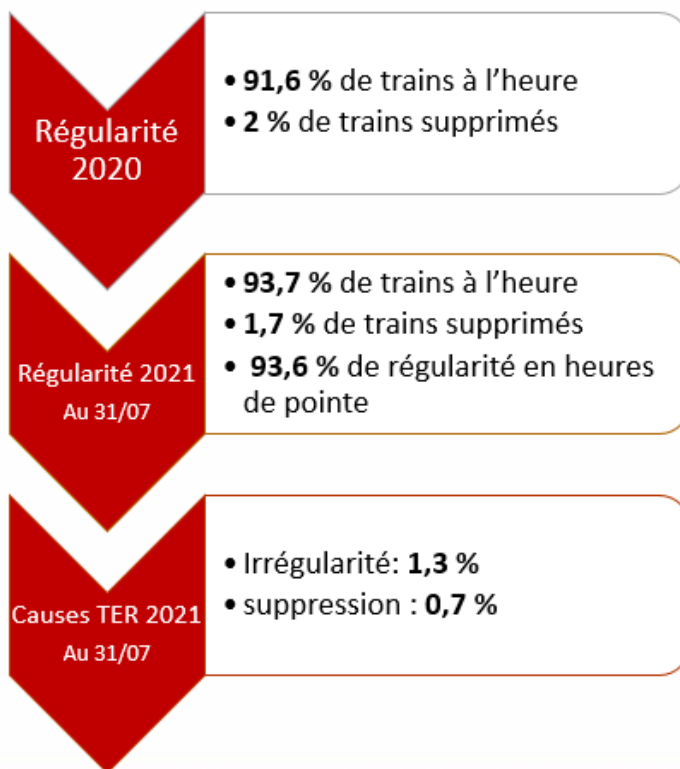 Régularité
2020
• 91,6 % de trains à l’heure
• 2 % de trains supprimés
Régularité 2021
Au 31/07
• 93,7 % de trains à l’heure
• 1,7 % de trains supprimés
• 93,6 % de régularité en heures
de pointe
Causes TER 2021
Au 31/07
• Irrégularité: 1,3 %
• suppression : 0,7 %